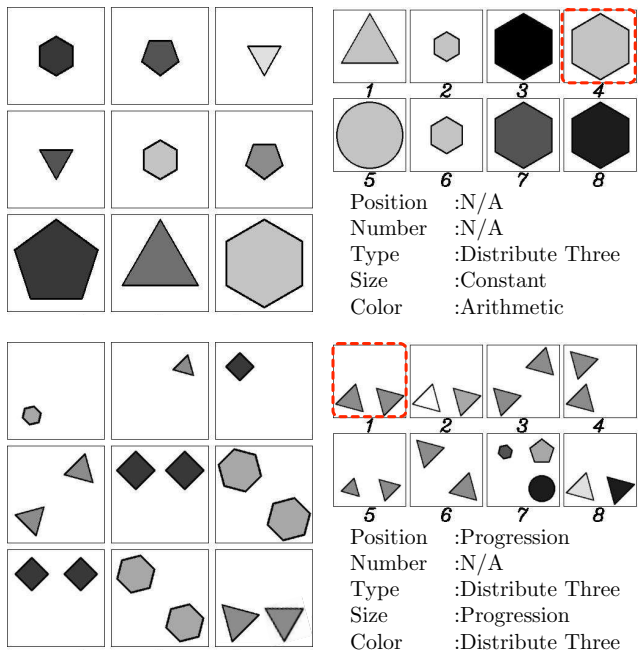 1 2 3 4
5 6 7 8
Position :N/A
Number :N/A
Type :Distribute Three
Size :Constant
Color :Arithmetic
1 2 3 4
5 6 7 8
Position :Progression
Number :N/A
Type :Distribute Three
Size :Progression
Color :Distribute Three